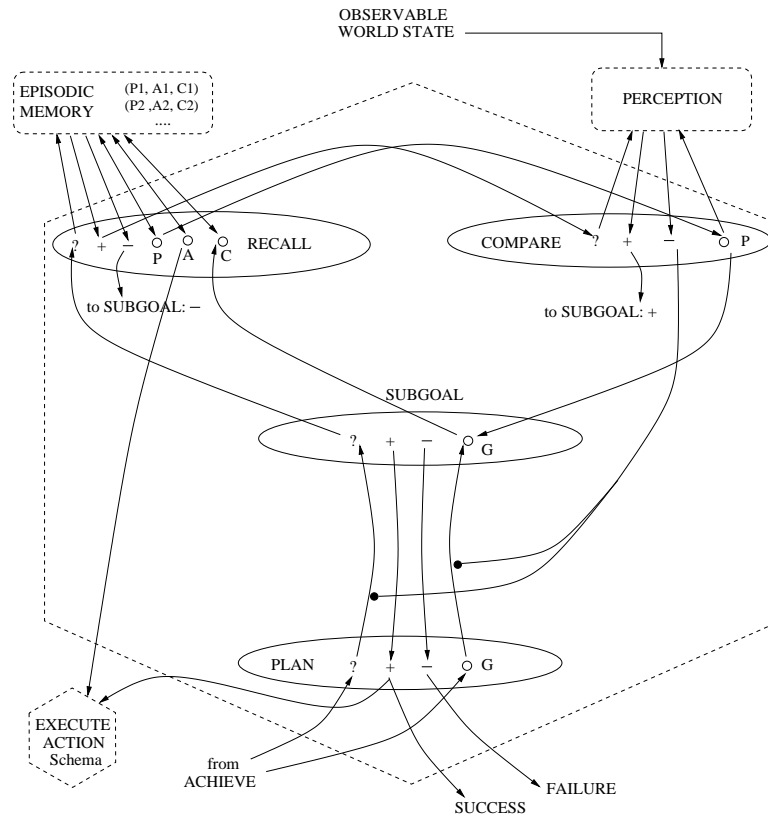 OBSERVABLE
WORLD STATE
EPISODIC (P1, A1, C1)
MEMORY (P2 ,A2, C2)
....
PERCEPTION
? + − P A C RECALL
COMPARE ? + − P
to SUBGOAL: −
to SUBGOAL: +
SUBGOAL
? + − G
PLAN ? + − G
EXECUTE
ACTION
Schema
from
ACHIEVE
FAILURE
SUCCESS